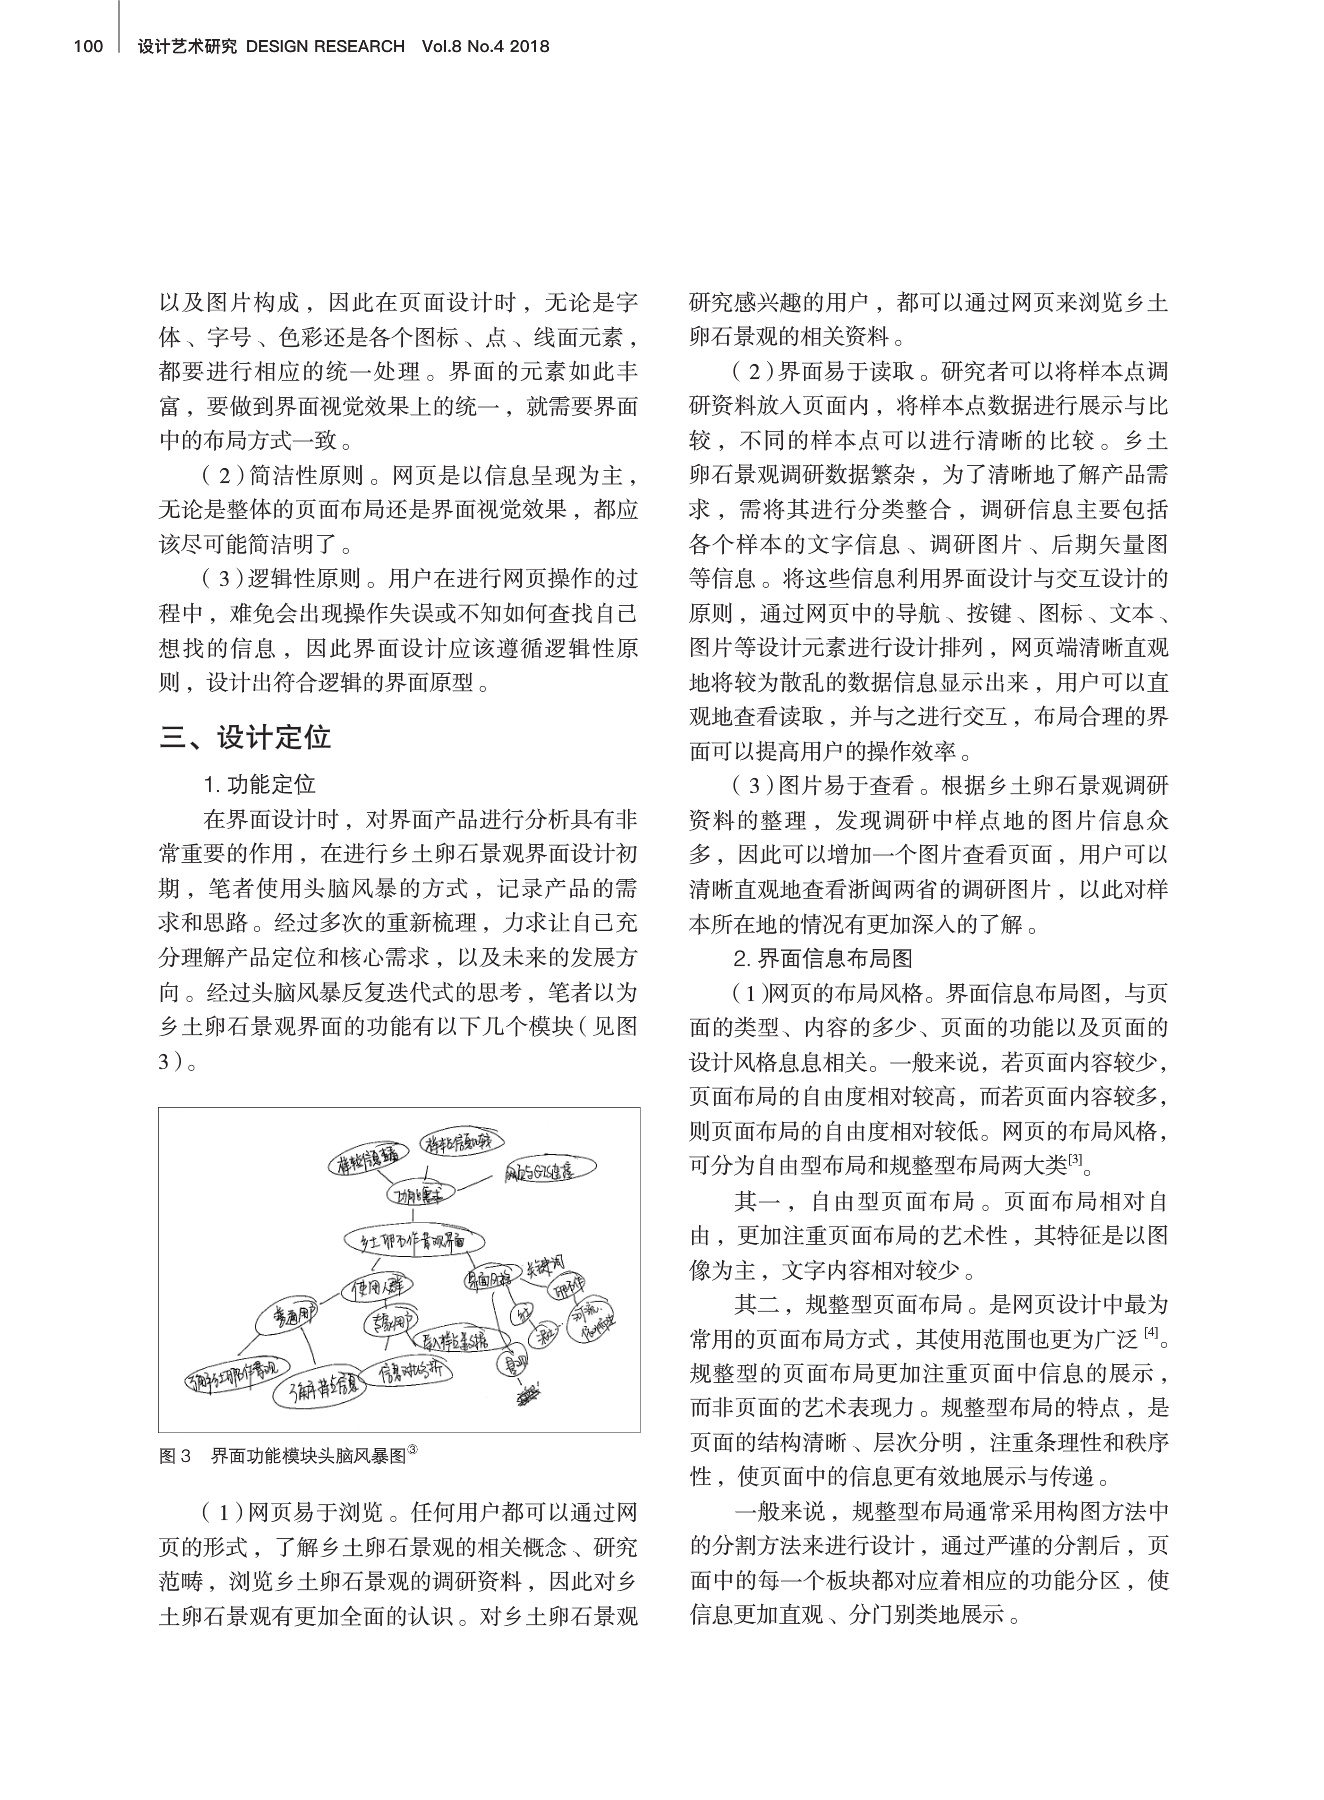 100 设计艺术研究 DESIGN RESEARCH Vol.8 No.4 2018
以及图片构成，因此在页面设计时，无论是字
体、字号、色彩还是各个图标、点、线面元素，
都要进行相应的统一处理。界面的元素如此丰
富，要做到界面视觉效果上的统一，就需要界面
中的布局方式一致。
（2）简洁性原则。网页是以信息呈现为主，
无论是整体的页面布局还是界面视觉效果，都应
该尽可能简洁明了。
（3）逻辑性原则。用户在进行网页操作的过
程中，难免会出现操作失误或不知如何查找自己
想找的信息，因此界面设计应该遵循逻辑性原
则，设计出符合逻辑的界面原型。
三、设计定位
1. 功能定位
在界面设计时，对界面产品进行分析具有非
常重要的作用，在进行乡土卵石景观界面设计初
期，笔者使用头脑风暴的方式，记录产品的需
求和思路。经过多次的重新梳理，力求让自己充
分理解产品定位和核心需求，以及未来的发展方
向。经过头脑风暴反复迭代式的思考，笔者以为
乡土卵石景观界面的功能有以下几个模块（见图
3）。
功能需求
使用人群
普通用户
专家用户
关键词
景观
图 3 界面功能模块头脑风暴图③
（1）网页易于浏览。任何用户都可以通过网
页的形式，了解乡土卵石景观的相关概念、研究
范畴，浏览乡土卵石景观的调研资料，因此对乡
土卵石景观有更加全面的认识。对乡土卵石景观
研究感兴趣的用户，都可以通过网页来浏览乡土
卵石景观的相关资料。
（2）界面易于读取。研究者可以将样本点调
研资料放入页面内，将样本点数据进行展示与比
较，不同的样本点可以进行清晰的比较。乡土
卵石景观调研数据繁杂，为了清晰地了解产品需
求，需将其进行分类整合，调研信息主要包括
各个样本的文字信息、调研图片、后期矢量图
等信息。将这些信息利用界面设计与交互设计的
原则，通过网页中的导航、按键、图标、文本、
图片等设计元素进行设计排列，网页端清晰直观
地将较为散乱的数据信息显示出来，用户可以直
观地查看读取，并与之进行交互，布局合理的界
面可以提高用户的操作效率。
（3）图片易于查看。根据乡土卵石景观调研
资料的整理，发现调研中样点地的图片信息众
多，因此可以增加一个图片查看页面，用户可以
清晰直观地查看浙闽两省的调研图片，以此对样
本所在地的情况有更加深入的了解。
2. 界面信息布局图
（1）网页的布局风格。界面信息布局图，与页
面的类型、内容的多少、页面的功能以及页面的
设计风格息息相关。一般来说，若页面内容较少，
页面布局的自由度相对较高，而若页面内容较多，
则页面布局的自由度相对较低。网页的布局风格，
可分为自由型布局和规整型布局两大类[3]。
其一，自由型页面布局。页面布局相对自
由，更加注重页面布局的艺术性，其特征是以图
像为主，文字内容相对较少。
其二，规整型页面布局。是网页设计中最为
常用的页面布局方式，其使用范围也更为广泛[4]。
规整型的页面布局更加注重页面中信息的展示，
而非页面的艺术表现力。规整型布局的特点，是
页面的结构清晰、层次分明，注重条理性和秩序
性，使页面中的信息更有效地展示与传递。
一般来说，规整型布局通常采用构图方法中
的分割方法来进行设计，通过严谨的分割后，页
面中的每一个板块都对应着相应的功能分区，使
信息更加直观、分门别类地展示。